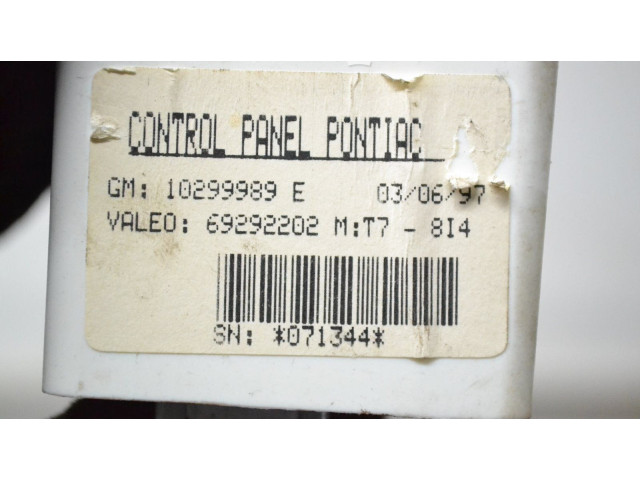 CONTROL PANEL PONTIAC
GM: 10299989 E 03/06/97
VALEO: 69292202 M:T7 - 8I4
SN: *071344*